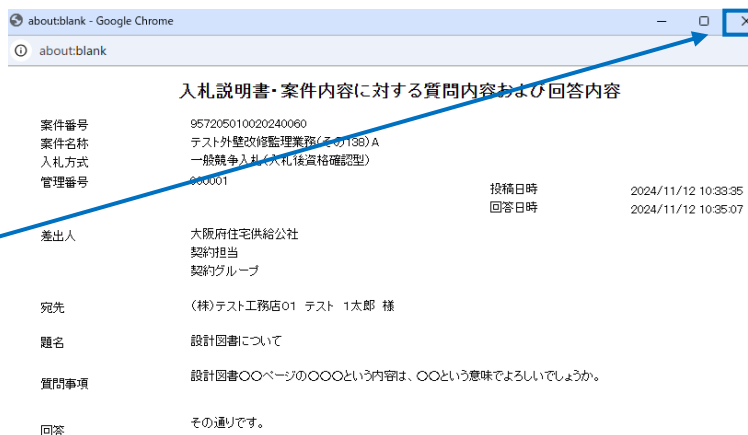 about:blank - Google Chrome
about:blank
入札説明書・案件内容に対する質問内容および回答内容
案件番号 957205010020240060
案件名称 テスト外壁改修監理業務(その138)A
入札方式 一般競争入札(入札後資格確認型)
管理番号 000001
投稿日時 2024/11/12 10:33:35
回答日時 2024/11/12 10:35:07
差出人 大阪府住宅供給公社
契約担当
契約グループ
宛先 (株)テスト工務店01 テスト 1太郎 様
題名 設計図書について
質問事項 設計図書〇〇ページの〇〇〇という内容は、〇〇という意味でよろしいでしょうか。
回答 その通りです。